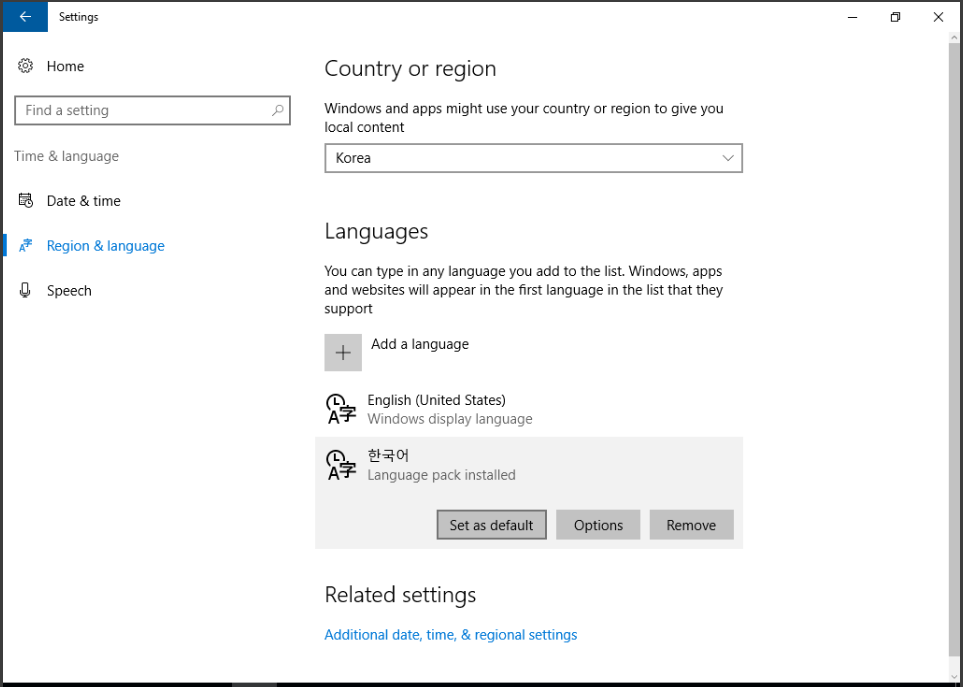 Settings
Home
Find a setting
Time & language
Date & time
Region & language
Speech
Country or region
Windows and apps might use your country or region to give you
local content
Korea
Languages
You can type in any language you add to the list. Windows, apps
and websites will appear in the first language in the list that they
support
Add a language
English (United States)
Windows display language
한국어
Language pack installed
Set as default Options Remove
Related settings
Additional date, time, & regional settings